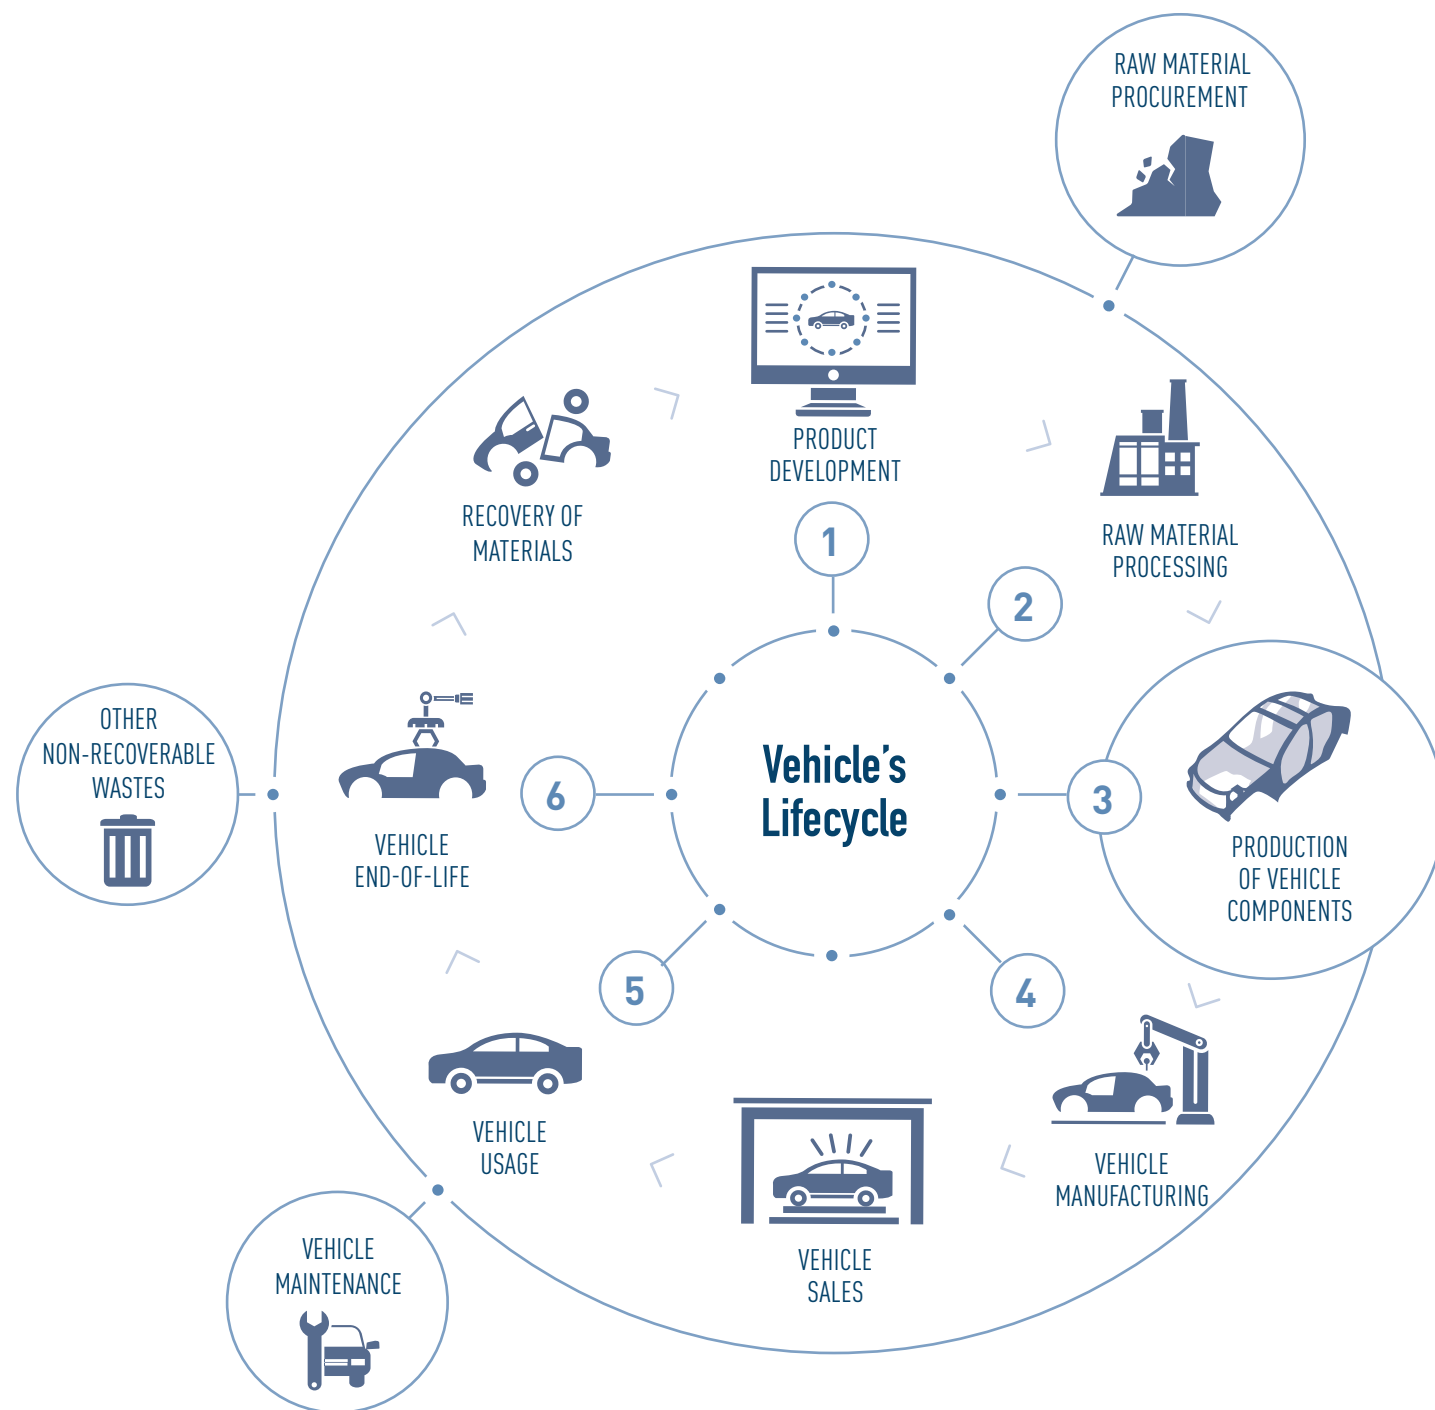 RAW MATERIAL
PROCUREMENT
PRODUCT
DEVELOPMENT
1
RAW MATERIAL
PROCESSING
2
RECOVERY OF
MATERIALS
OTHER
NON-RECOVERABLE
WASTES
VEHICLE
END-OF-LIFE
6
Vehicle's
Lifecycle
3
PRODUCTION
OF VEHICLE
COMPONENTS
5
4
VEHICLE
USAGE
VEHICLE
MANUFACTURING
VEHICLE
SALES
VEHICLE
MAINTENANCE